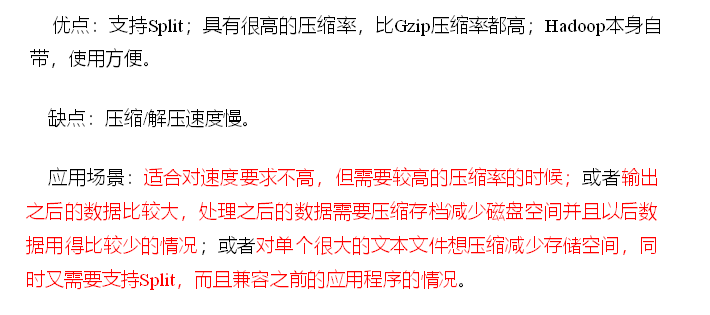 优点：支持Split；具有很高的压缩率，比Gzip压缩率都高；Hadoop本身自
带，使用方便。
缺点：压缩/解压速度慢。
应用场景：适合对速度要求不高，但需要较高的压缩率的时候；或者输出
之后的数据比较大，处理之后的数据需要压缩存档减少磁盘空间并且以后数
据用得比较少的情况；或者对单个很大的文本文件想压缩减少存储空间，同
时又需要支持Split，而且兼容之前的应用程序的情况。